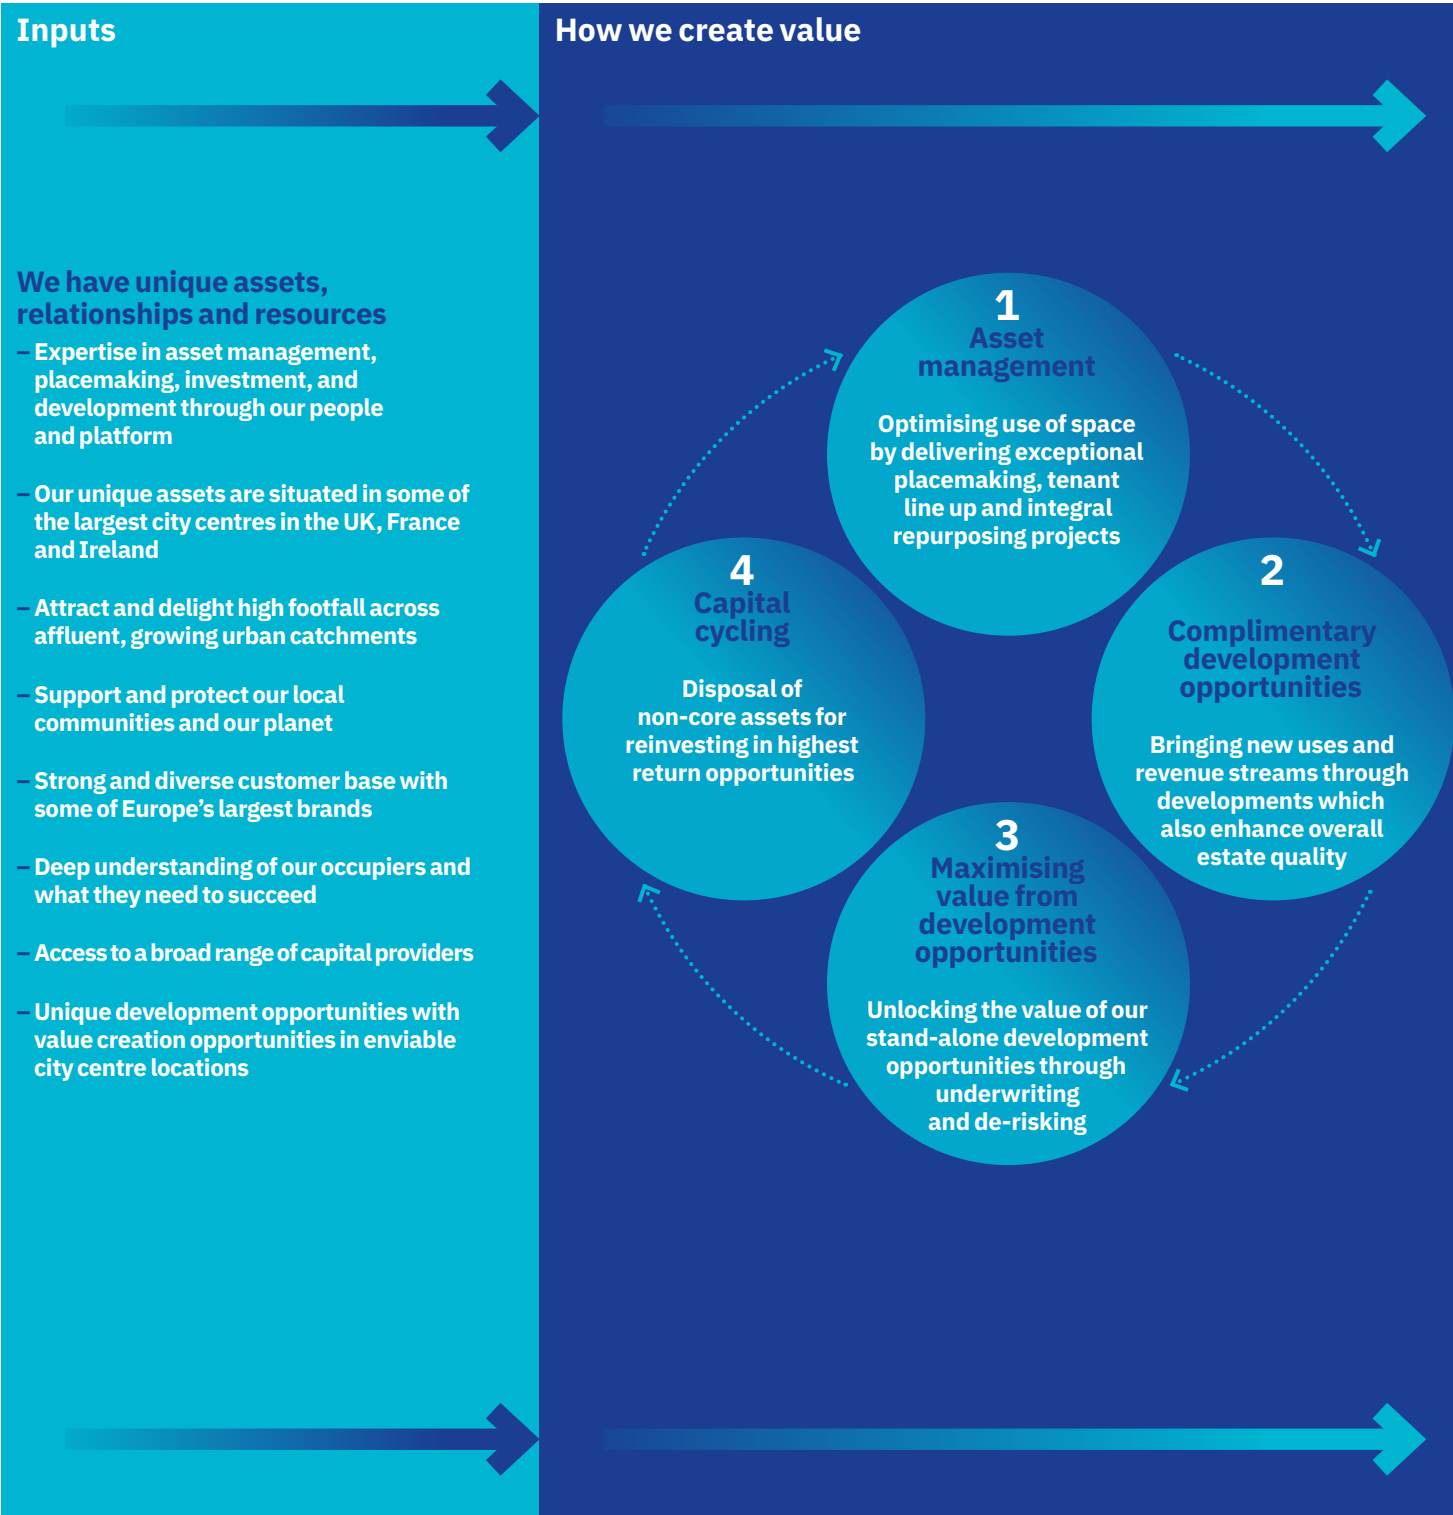 Inputs
We have unique assets,
relationships and resources
– Expertise in asset management,
placemaking, investment, and
development through our people
and platform
– Our unique assets are situated in some of
the largest city centres in the UK, France
and Ireland
– Attract and delight high footfall across
affluent, growing urban catchments
– Support and protect our local
communities and our planet
– Strong and diverse customer base with
some of Europe’s largest brands
– Deep understanding of our occupiers and
what they need to succeed
– Access to a broad range of capital providers
– Unique development opportunities with
value creation opportunities in enviable
city centre locations
How we create value
1
Asset
management
Optimising use of space
by delivering exceptional
placemaking, tenant
line up and integral
repurposing projects
2
Complimentary
development
opportunities
Bringing new uses and
revenue streams through
developments which
also enhance overall
estate quality
3
Maximising
value from
development
opportunities
Unlocking the value of our
stand-alone development
opportunities through
underwriting
and de-risking
4
Capital
cycling
Disposal of
non-core assets for
reinvesting in highest
return opportunities